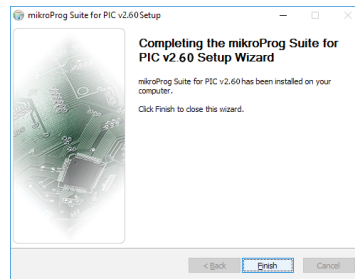 mikroProg Suite for PIC v2.60 Setup
Completing the mikroProg Suite for
PIC v2.60 Setup Wizard
mikroProg Suite for PIC v2.60 has been installed on your
computer.
Click Finish to close this wizard.
< Back Finish Cancel